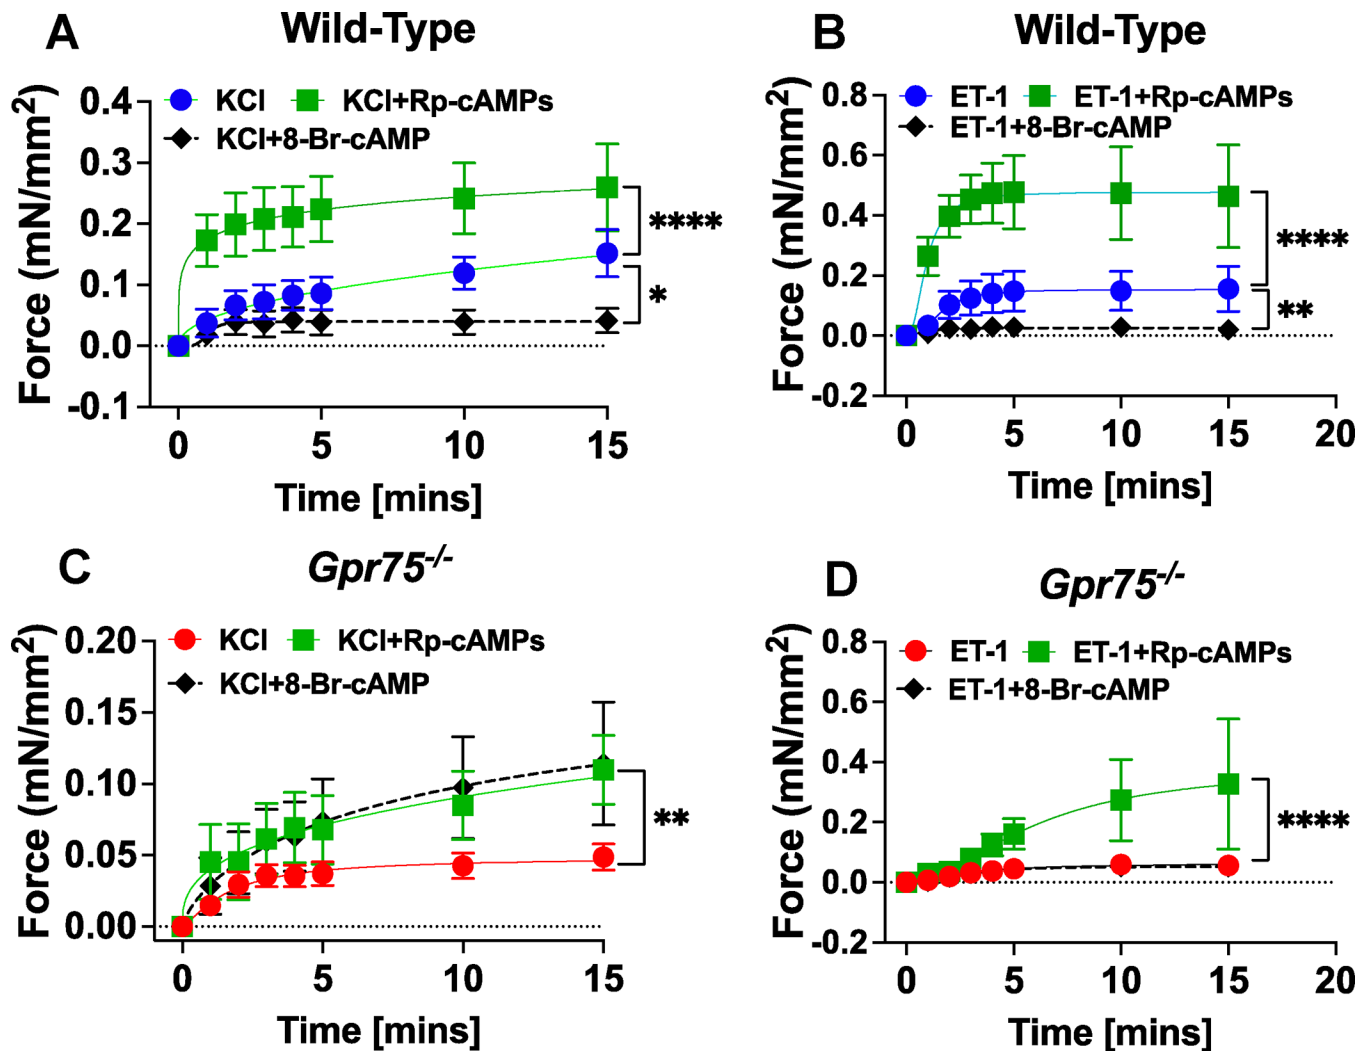 A
Wild-Type
KCl KCl+Rp-cAMPs
KCl+8-Br-cAMP
0.4
0.3
0.2
0.1
0.0
-0.1
Force (mN/mm²)
****
*
0 5 10 15
Time [mins]
B
Wild-Type
ET-1 ET-1+Rp-cAMPs
ET-1+8-Br-cAMP
0.8
0.6
0.4
0.2
0.0
-0.2
Force (mN/mm²)
****
**
0 5 10 15 20
Time [mins]
C
Gpr75-/-
KCl KCl+Rp-cAMPs
KCl+8-Br-cAMP
0.20
0.15
0.10
0.05
0.00
Force (mN/mm²)
**
0 5 10 15
Time [mins]
D
Gpr75-/-
ET-1 ET-1+Rp-cAMPs
ET-1+8-Br-cAMP
0.8
0.6
0.4
0.2
0.0
-0.2
Force (mN/mm²)
****
0 5 10 15 20
Time [mins]